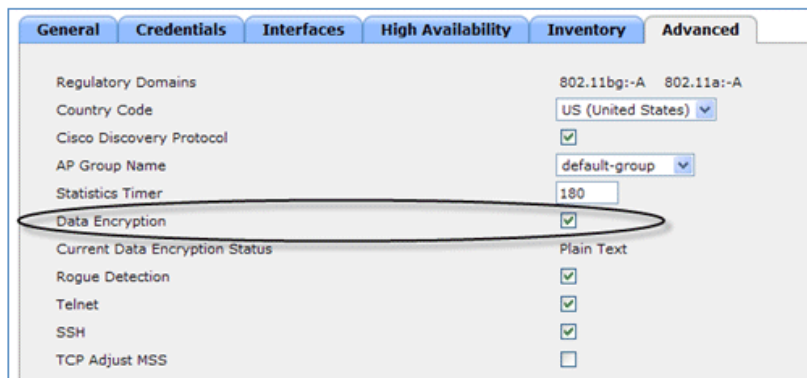 General Credentials Interfaces High Availability Inventory Advanced
Regulatory Domains 802.11bg:-A 802.11a:-A
Country Code US (United States)
Cisco Discovery Protocol
AP Group Name default-group
Statistics Timer 180
Data Encryption
Current Data Encryption Status Plain Text
Rogue Detection
Telnet
SSH
TCP Adjust MSS